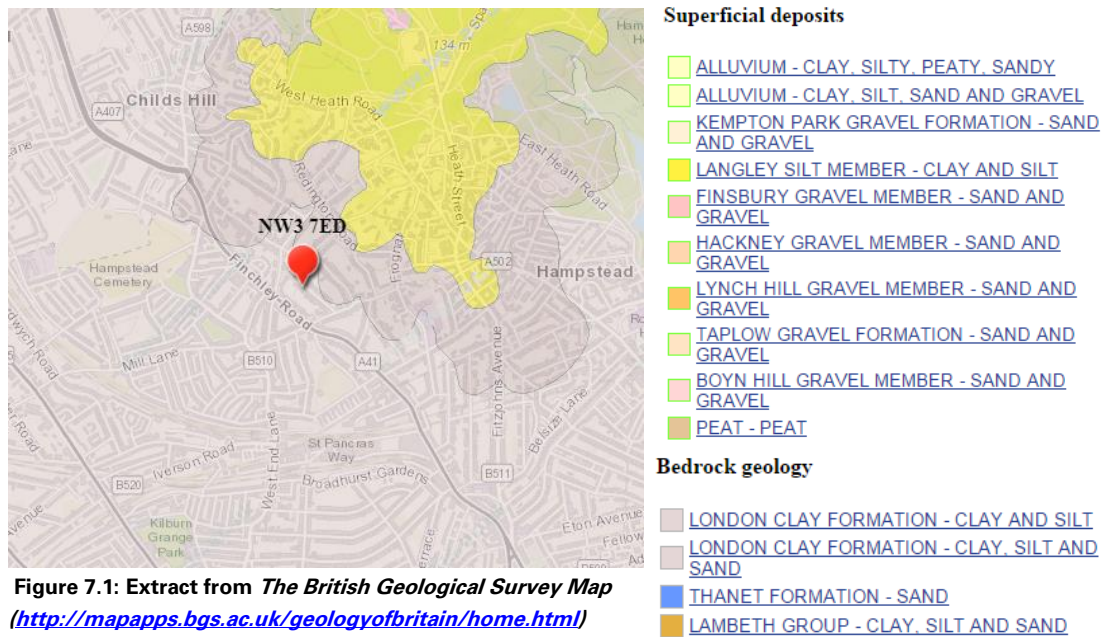 A598
134 m
West Heath Road
Childs Hill
A407
East Heath Road
Heath Street
Redington Road
NW3 7ED
Frognal
A502
Hampstead
Hampstead
Cemetery
Finchley Road
Mill Lane
B510
A41
Fitzjohns Avenue
Belsize Lane
St Pancras
Way
Iverson Road
West End Lane
Broadhurst Gardens
B511
B520
Kilburn
Grange
Park
Eton Avenue
Figure 7.1: Extract from The British Geological Survey Map
(http://mapapps.bgs.ac.uk/geologyofbritain/home.html)
Superficial deposits
ALLUVIUM - CLAY, SILTY, PEATY, SANDY
ALLUVIUM - CLAY, SILT, SAND AND GRAVEL
KEMPTON PARK GRAVEL FORMATION - SAND
AND GRAVEL
LANGLEY SILT MEMBER - CLAY AND SILT
FINSBURY GRAVEL MEMBER - SAND AND
GRAVEL
HACKNEY GRAVEL MEMBER - SAND AND
GRAVEL
LYNCH HILL GRAVEL MEMBER - SAND AND
GRAVEL
TAPLOW GRAVEL FORMATION - SAND AND
GRAVEL
BOYN HILL GRAVEL MEMBER - SAND AND
GRAVEL
PEAT - PEAT
Bedrock geology
LONDON CLAY FORMATION - CLAY AND SILT
LONDON CLAY FORMATION - CLAY, SILT AND
SAND
THANET FORMATION - SAND
LAMBETH GROUP - CLAY, SILT AND SAND